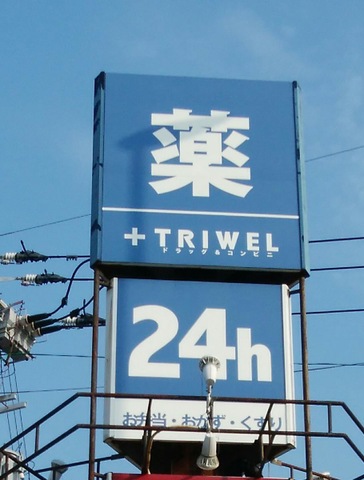 薬
+TRIWEL
ドラッグ&コンビニ
24h
お弁当・おかず・くすり